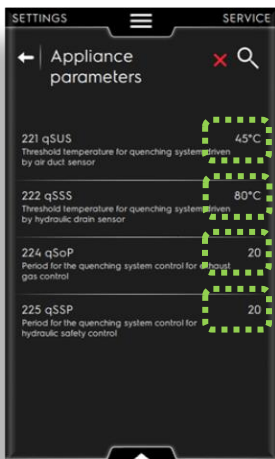 SETTINGS SERVICE
Appliance
parameters
221 qSUS 45°C
Threshold temperature for quenching system driven
by air duct sensor
222 qSSS 80°C
Threshold temperature for quenching system driven
by hydraulic drain sensor
224 qSoP 20
Period for the quenching system control for exhaust
gas control
225 qSSP 20
Period for the quenching system control for
hydraulic safety control